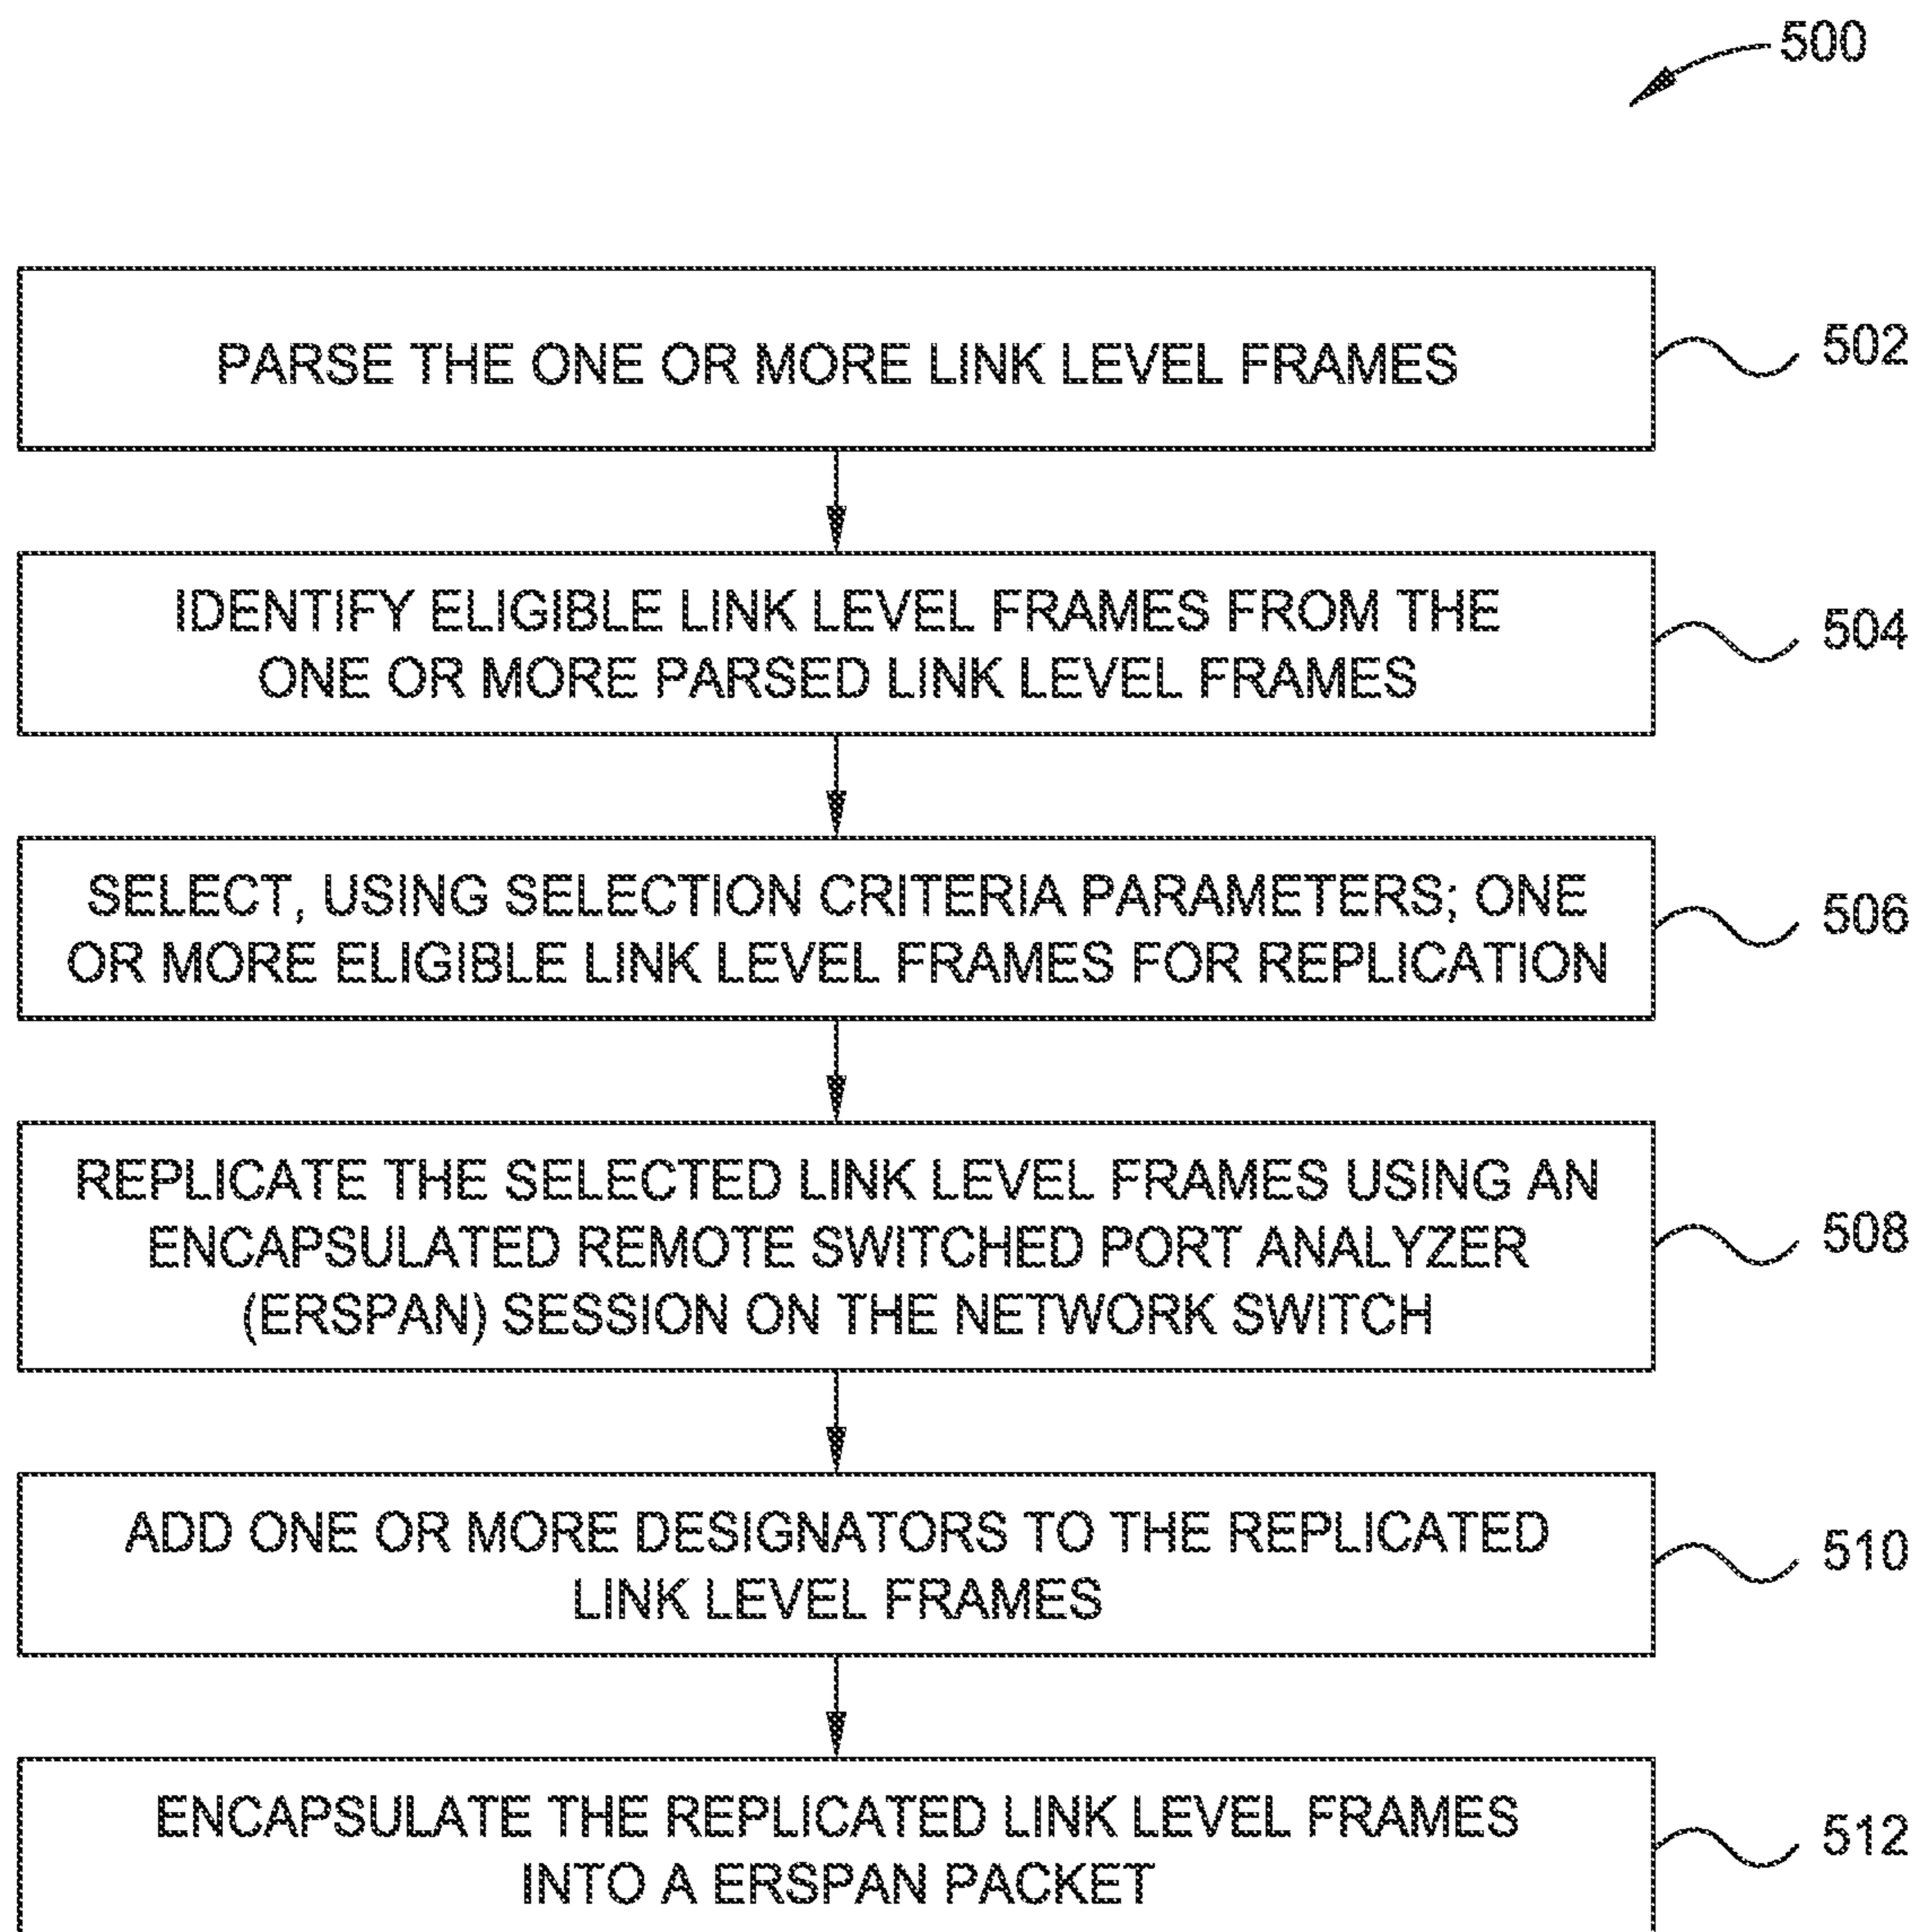 500
PARSE THE ONE OR MORE LINK LEVEL FRAMES
502
IDENTIFY ELIGIBLE LINK LEVEL FRAMES FROM THE
ONE OR MORE PARSED LINK LEVEL FRAMES
504
SELECT, USING SELECTION CRITERIA PARAMETERS; ONE
OR MORE ELIGIBLE LINK LEVEL FRAMES FOR REPLICATION
506
REPLICATE THE SELECTED LINK LEVEL FRAMES USING AN
ENCAPSULATED REMOTE SWITCHED PORT ANALYZER
(ERSPAN) SESSION ON THE NETWORK SWITCH
508
ADD ONE OR MORE DESIGNATORS TO THE REPLICATED
LINK LEVEL FRAMES
510
ENCAPSULATE THE REPLICATED LINK LEVEL FRAMES
INTO A ERSPAN PACKET
512